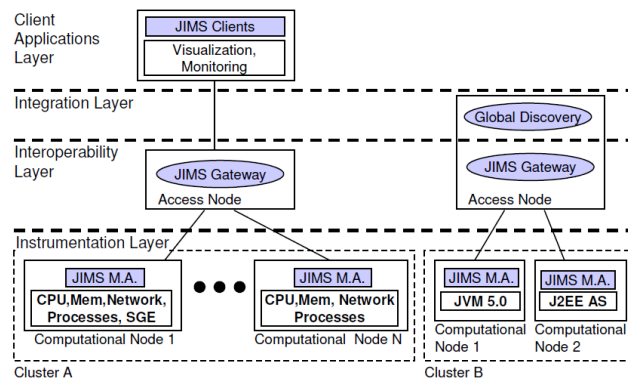 Client
Applications
Layer
JIMS Clients
Visualization,
Monitoring
Integration Layer
Global Discovery
Interoperability
Layer
JIMS Gateway
Access Node
JIMS Gateway
Access Node
Instrumentation Layer
JIMS M.A.
CPU,Mem,Network,
Processes, SGE
Computational Node 1
JIMS M.A.
CPU,Mem, Network
Processes
Computational Node N
Cluster A
JIMS M.A.
JVM 5.0
Computational
Node 1
JIMS M.A.
J2EE AS
Computational
Node 2
Cluster B